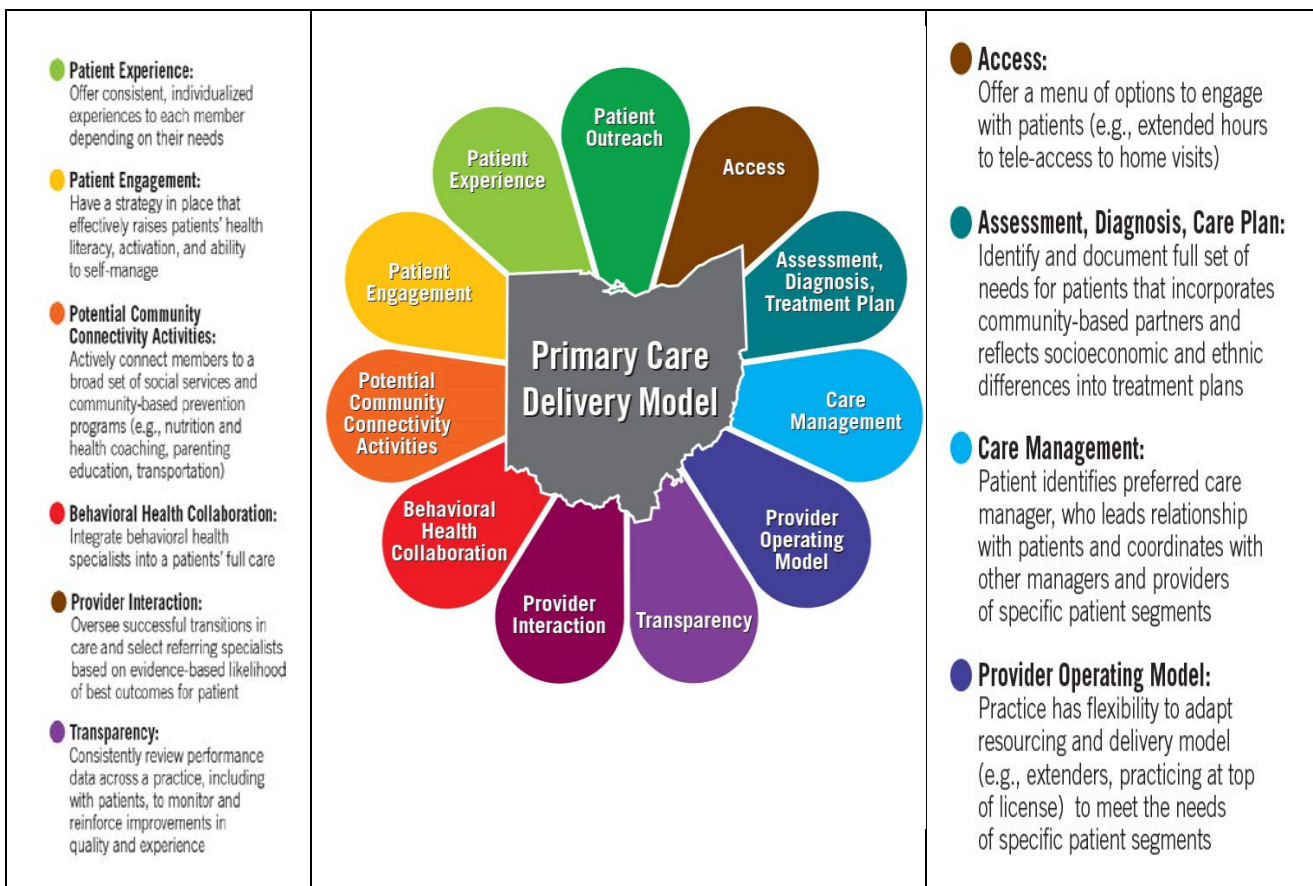 Patient Experience:
Offer consistent, individualized
experiences to each member
depending on their needs
Patient Engagement:
Have a strategy in place that
effectively raises patients' health
literacy, activation, and ability
to self-manage
Potential Community
Connectivity Activities:
Actively connect members to a
broad set of social services and
community-based prevention
programs (e.g., nutrition and
health coaching, parenting
education, transportation)
Behavioral Health Collaboration:
Integrate behavioral health
specialists into a patients' full care
Provider Interaction:
Oversee successful transitions in
care and select referring specialists
based on evidence-based likelihood
of best outcomes for patient
Transparency:
Consistently review performance
data across a practice, including
with patients, to monitor and
reinforce improvements in
quality and experience
Patient
Outreach
Access
Assessment,
Diagnosis,
Treatment Plan
Care
Management
Provider
Operating
Model
Transparency
Provider
Interaction
Behavioral
Health
Collaboration
Potential
Community
Connectivity
Activities
Patient
Engagement
Patient
Experience
Primary Care
Delivery Model
Access:
Offer a menu of options to engage
with patients (e.g., extended hours
to tele-access to home visits)
Assessment, Diagnosis, Care Plan:
Identify and document full set of
needs for patients that incorporates
community-based partners and
reflects socioeconomic and ethnic
differences into treatment plans
Care Management:
Patient identifies preferred care
manager, who leads relationship
with patients and coordinates with
other managers and providers
of specific patient segments
Provider Operating Model:
Practice has flexibility to adapt
resourcing and delivery model
(e.g., extenders, practicing at top
of license) to meet the needs
of specific patient segments